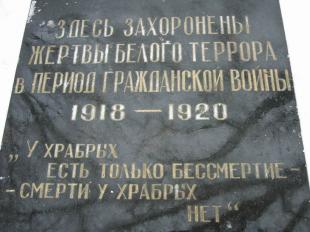 ЗДЕСЬ ЗАХОРОНЕНЫ
ЖЕРТВЫ БЕЛОГО ТЕРРОРА
В ПЕРИОД ГРАЖДАНСКОЙ ВОЙНЫ
1918 — 1920
„У ХРАБРЫХ
ЕСТЬ ТОЛЬКО БЕССМЕРТИЕ-
-СМЕРТИ У ХРАБРЫХ
НЕТ“